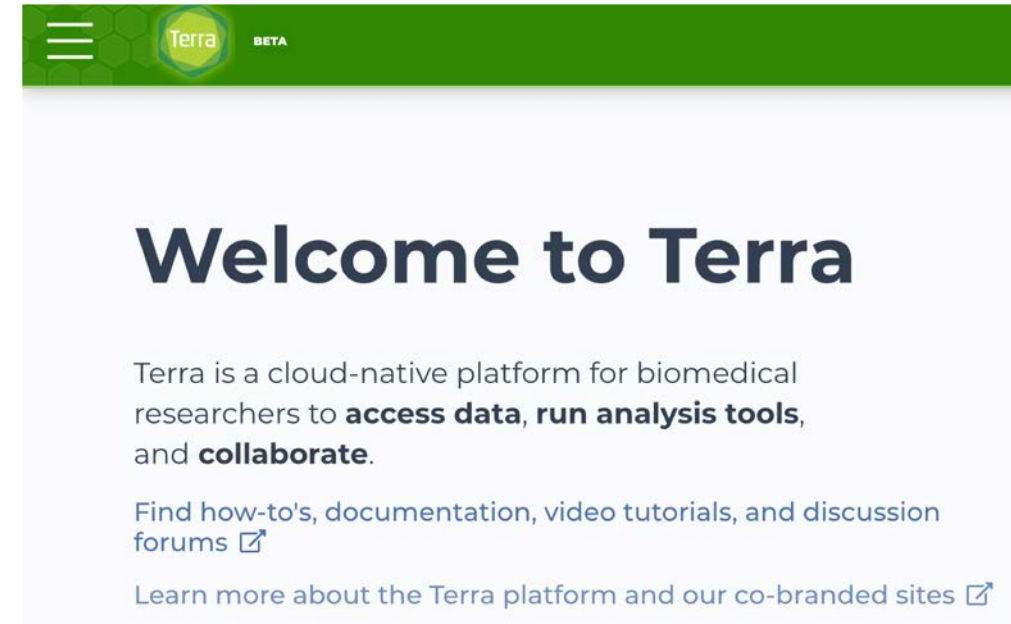 Terra BETA
Welcome to Terra
Terra is a cloud-native platform for biomedical
researchers to access data, run analysis tools,
and collaborate.
Find how-to's, documentation, video tutorials, and discussion
forums
Learn more about the Terra platform and our co-branded sites